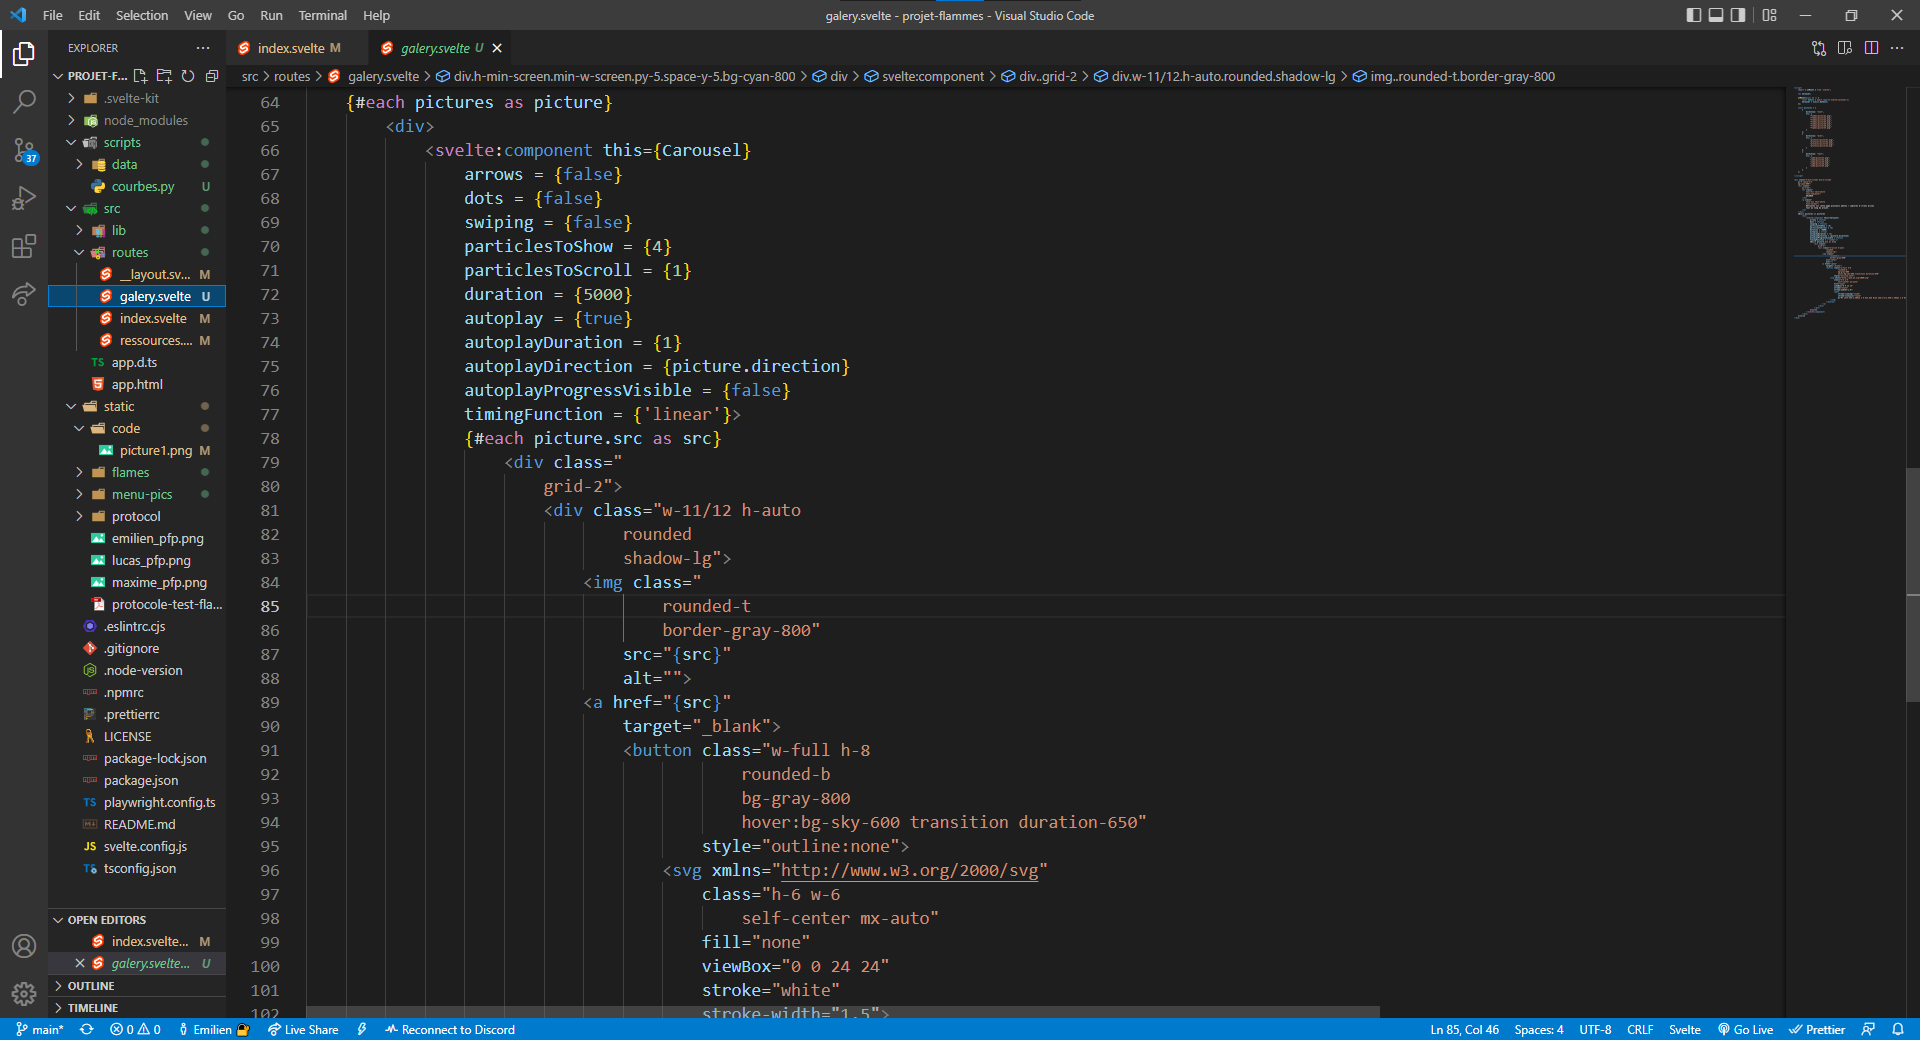 File Edit Selection View Go Run Terminal Help
galery.svelte - projet-flammes - Visual Studio Code
EXPLORER
PROJET-F...
.svelte-kit
node_modules
scripts
data
courbes.py U
src
lib
routes
__layout.sv... M
galery.svelte U
index.svelte M
ressources.... M
TS app.d.ts
app.html
static
code
picture1.png M
flames
menu-pics
protocol
emilien_pfp.png
lucas_pfp.png
maxime_pfp.png
protocole-test-fla...
.eslintrc.cjs
.gitignore
.node-version
.npmrc
.prettierrc
LICENSE
package-lock.json
package.json
TS playwright.config.ts
README.md
JS svelte.config.js
TS tsconfig.json
OPEN EDITORS
index.svelte... M
galery.svelte... U
OUTLINE
TIMELINE
37
index.svelte M
galery.svelte U
src > routes > galery.svelte > div.h-min-screen.min-w-screen.py-5.space-y-5.bg-cyan-800 > div > svelte:component > div..grid-2 > div.w-11/12.h-auto.rounded.shadow-lg > img..rounded-t.border-gray-800
64 {#each pictures as picture}
65 <div>
66 <svelte:component this={Carousel}
67 arrows = {false}
68 dots = {false}
69 swiping = {false}
70 particlesToShow = {4}
71 particlesToScroll = {1}
72 duration = {5000}
73 autoplay = {true}
74 autoplayDuration = {1}
75 autoplayDirection = {picture.direction}
76 autoplayProgressVisible = {false}
77 timingFunction = {'linear'}>
78 {#each picture.src as src}
79 <div class="
80 grid-2">
81 <div class="w-11/12 h-auto
82 rounded
83 shadow-lg">
84 <img class="
85 rounded-t
86 border-gray-800"
87 src="{src}"
88 alt="">
89 <a href="{src}"
90 target="_blank">
91 <button class="w-full h-8
92 rounded-b
93 bg-gray-800
94 hover:bg-sky-600 transition duration-650"
95 style="outline:none">
96 <svg xmlns="http://www.w3.org/2000/svg"
97 class="h-6 w-6
98 self-center mx-auto"
99 fill="none"
100 viewBox="0 0 24 24"
101 stroke="white"
102 stroke-width="1.5">
main* 0 0 Emilien Live Share Reconnect to Discord
Ln 85, Col 46 Spaces: 4 UTF-8 CRLF Svelte Go Live Prettier